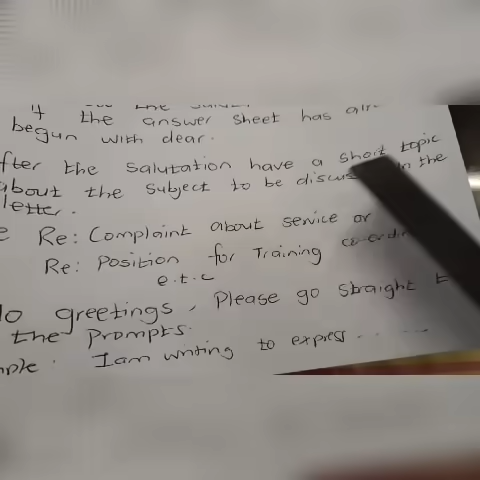 if the answer sheet has
begun with dear.
fter the salutation have a short topic
about the subject to be the
letter.
Re: Complaint about service or
Re: Position for Training
e.t.c
greetings, Please go straight
the Prompts.
I am writing to express....